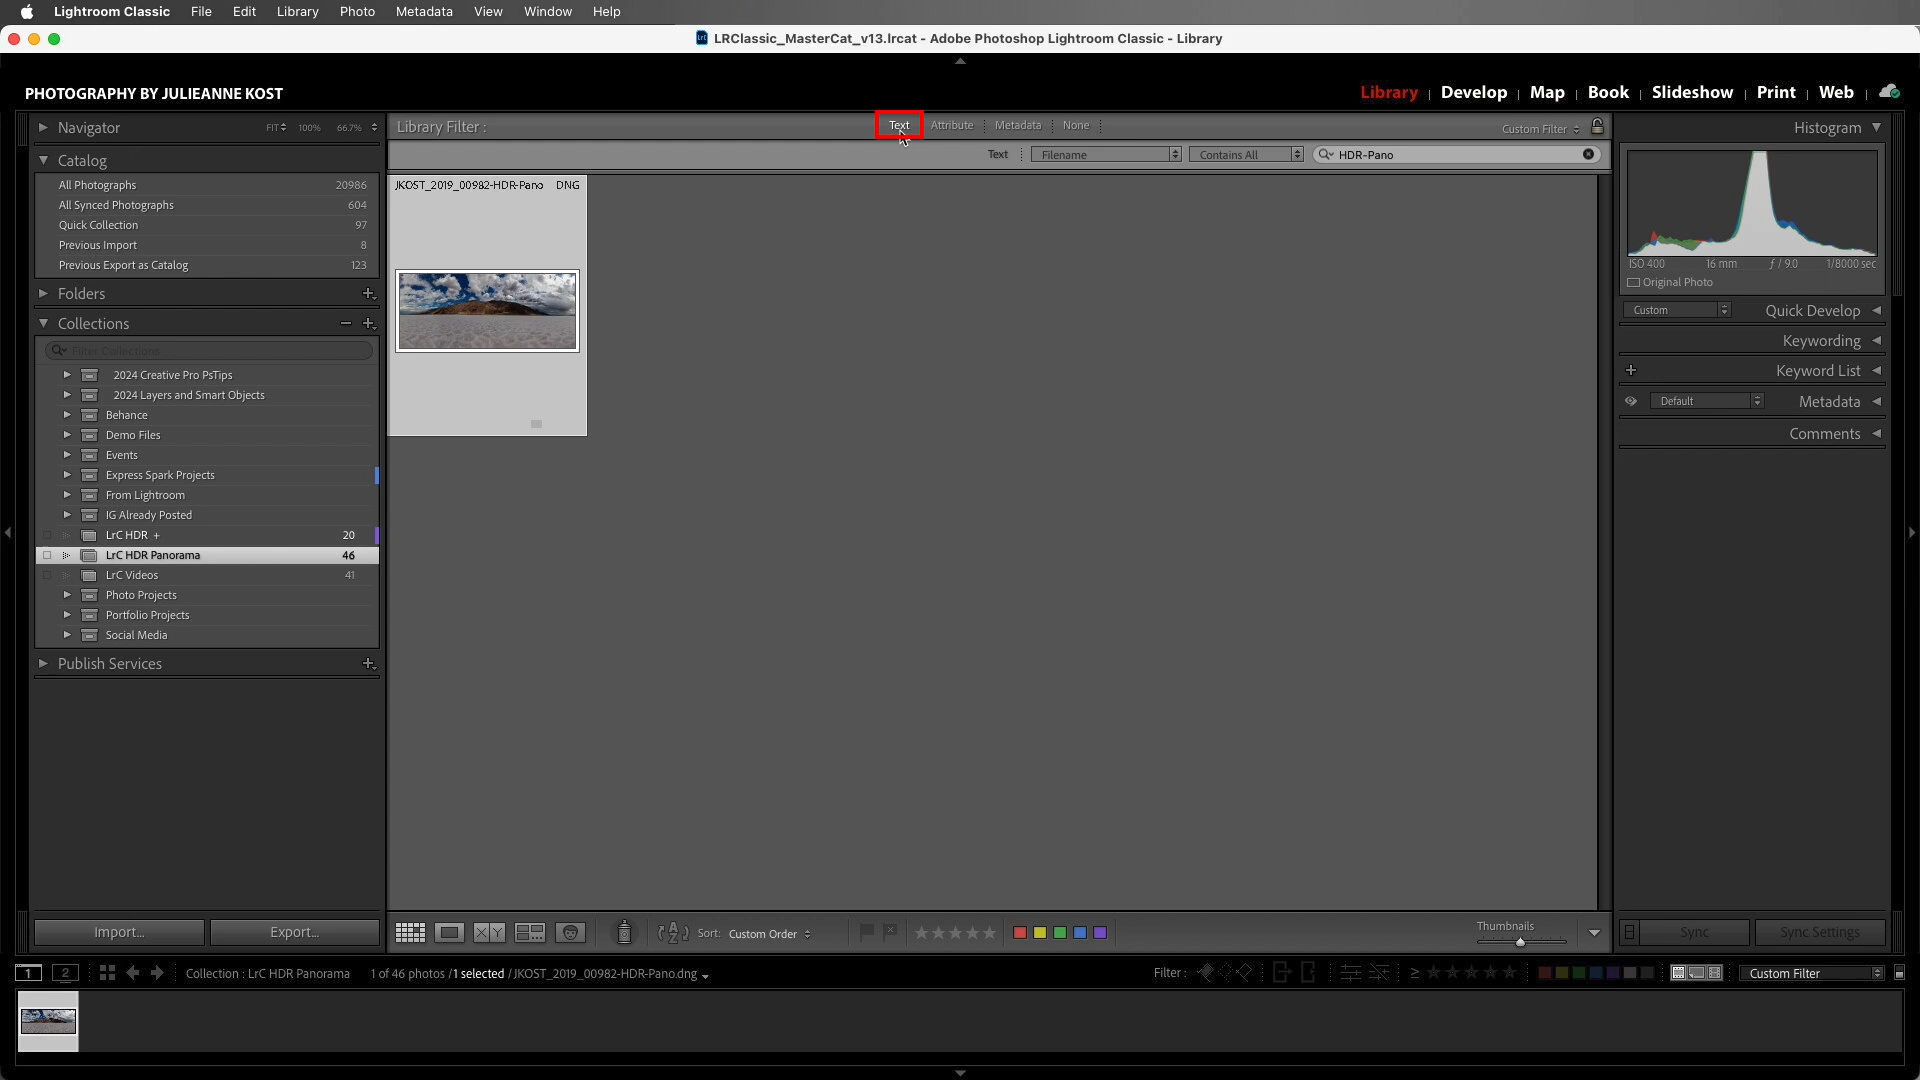 Lightroom Classic File Edit Library Photo Metadata View Window Help
LRClassic_MasterCat_v13.lrcat - Adobe Photoshop Lightroom Classic - Library
PHOTOGRAPHY BY JULIEANNE KOST
Library | Develop | Map | Book | Slideshow | Print | Web |
Navigator FIT 100% 66.7%
Library Filter : Text Attribute Metadata None Custom Filter
Histogram
Text Filename Contains All HDR-Pano
Catalog
All Photographs 20986
All Synced Photographs 604
Quick Collection 97
Previous Import 8
Previous Export as Catalog 123
Folders
Collections
Filter Collections
2024 Creative Pro PsTips
2024 Layers and Smart Objects
Behance
Demo Files
Events
Express Spark Projects
From Lightroom
IG Already Posted
LrC HDR + 20
LrC HDR Panorama 46
LrC Videos 41
Photo Projects
Portfolio Projects
Social Media
Publish Services
Import... Export...
JKOST_2019_00982-HDR-Pano DNG
ISO 400 16 mm ƒ / 9.0 1/8000 sec
Original Photo
Custom Quick Develop
Keywording
Keyword List
Default Metadata
Comments
XY Sort: Custom Order Thumbnails
Sync Sync Settings
1 2 Collection : LrC HDR Panorama 1 of 46 photos /1 selected /JKOST_2019_00982-HDR-Pano.dng Filter : ≥ Custom Filter